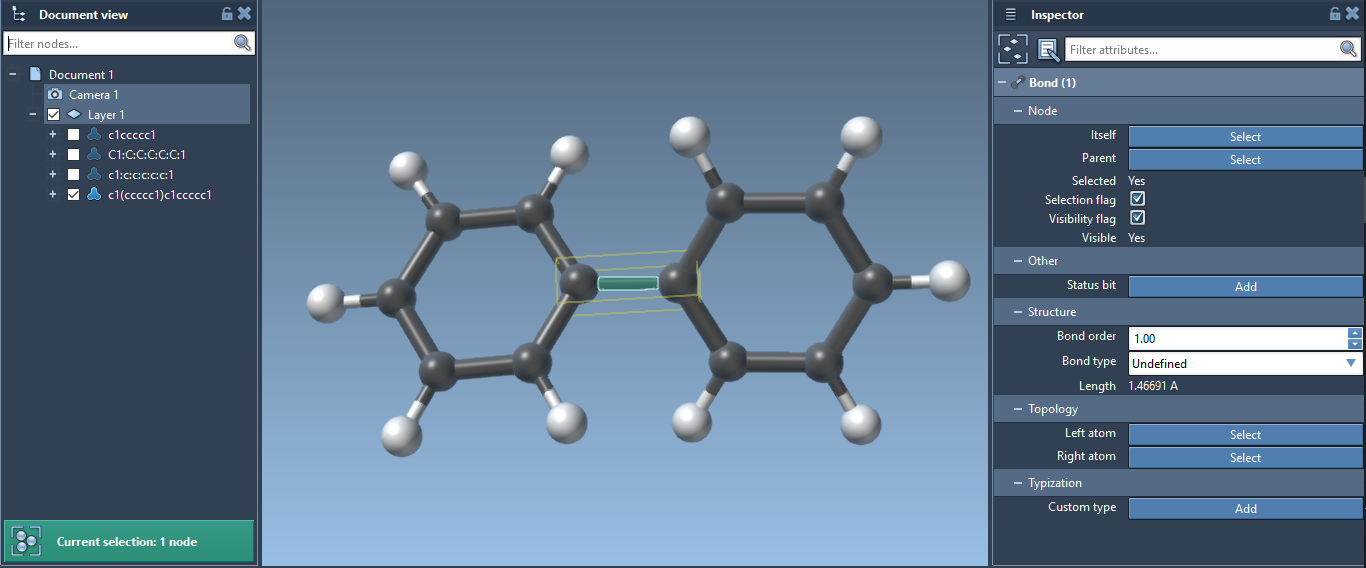 Document view
Filter nodes...
Document 1
Camera 1
Layer 1
c1ccccc1
C1:C:C:C:C:C:1
c1:c:c:c:c:c:1
c1(ccccc1)c1ccccc1
Current selection: 1 node
Inspector
Filter attributes...
Bond (1)
Node
Itself Select
Parent Select
Selected Yes
Selection flag
Visibility flag
Visible Yes
Other
Status bit Add
Structure
Bond order 1.00
Bond type Undefined
Length 1.46691 A
Topology
Left atom Select
Right atom Select
Typization
Custom type Add